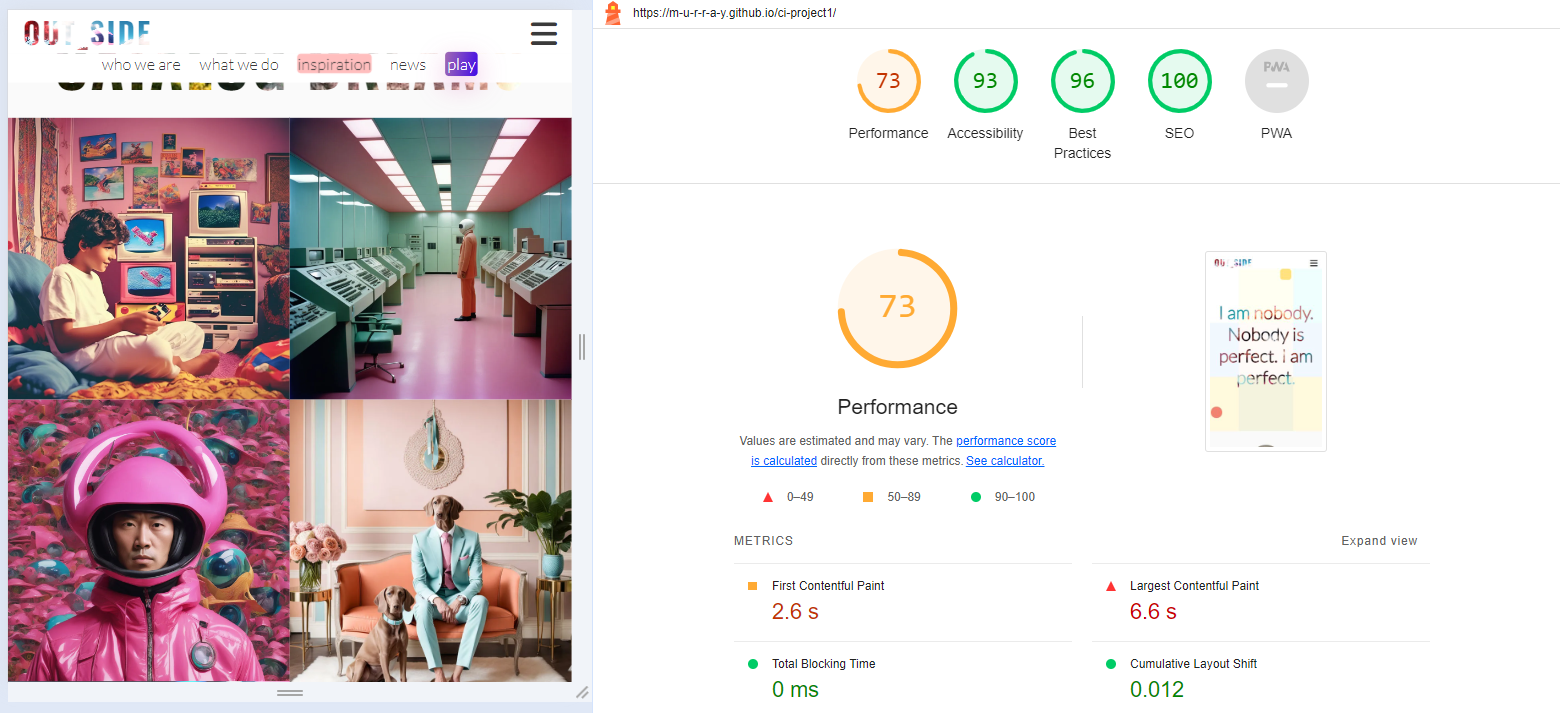 OUT_SIDE
who we are what we do inspiration news play
https://m-u-r-r-a-y.github.io/ci-project1/
73 93 96 100 PWA
Performance Accessibility Best Practices SEO PWA
73
Performance
Values are estimated and may vary. The performance score
is calculated directly from these metrics. See calculator.
0–49 50–89 90–100
OUT_SIDE
I am nobody.
Nobody is
perfect. I am
perfect.
METRICS
Expand view
First Contentful Paint
2.6 s
Largest Contentful Paint
6.6 s
Total Blocking Time
0 ms
Cumulative Layout Shift
0.012